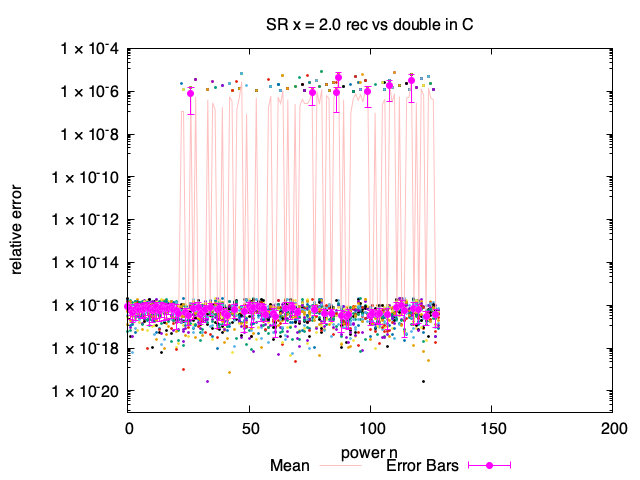 SR x = 2.0 rec vs double in C
1 × 10-4
1 × 10-6
1 × 10-8
1 × 10-10
1 × 10-12
1 × 10-14
1 × 10-16
1 × 10-18
1 × 10-20
relative error
0 50 100 150 200
power n
Mean Error Bars